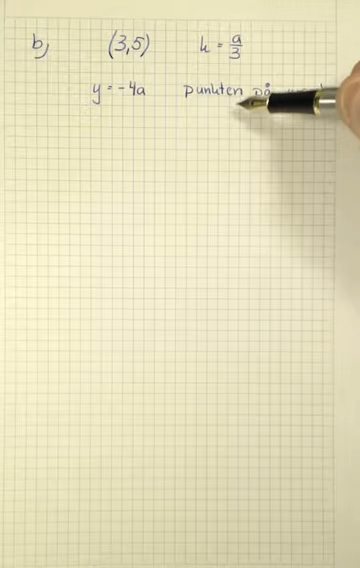 b) (3,5) k = a/3
y = -4a punkten på